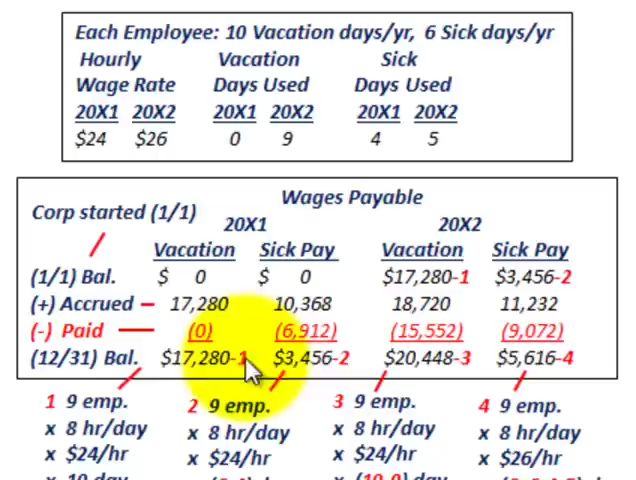 Each Employee: 10 Vacation days/yr, 6 Sick days/yr
Hourly Vacation Sick
Wage Rate Days Used Days Used
20X1 20X2 20X1 20X2 20X1 20X2
$24 $26 0 9 4 5
Wages Payable
Corp started (1/1)
20X1 20X2
Vacation Sick Pay Vacation Sick Pay
(1/1) Bal. $ 0 $ 0 $17,280-1 $3,456-2
(+) Accrued 17,280 10,368 18,720 11,232
(-) Paid (0) (6,912) (15,552) (9,072)
(12/31) Bal. $17,280-1 $3,456-2 $20,448-3 $5,616-4
1 9 emp. 2 9 emp. 3 9 emp. 4 9 emp.
x 8 hr/day x 8 hr/day x 8 hr/day x 8 hr/day
x $24/hr x $24/hr x $24/hr x $26/hr
x 10 day